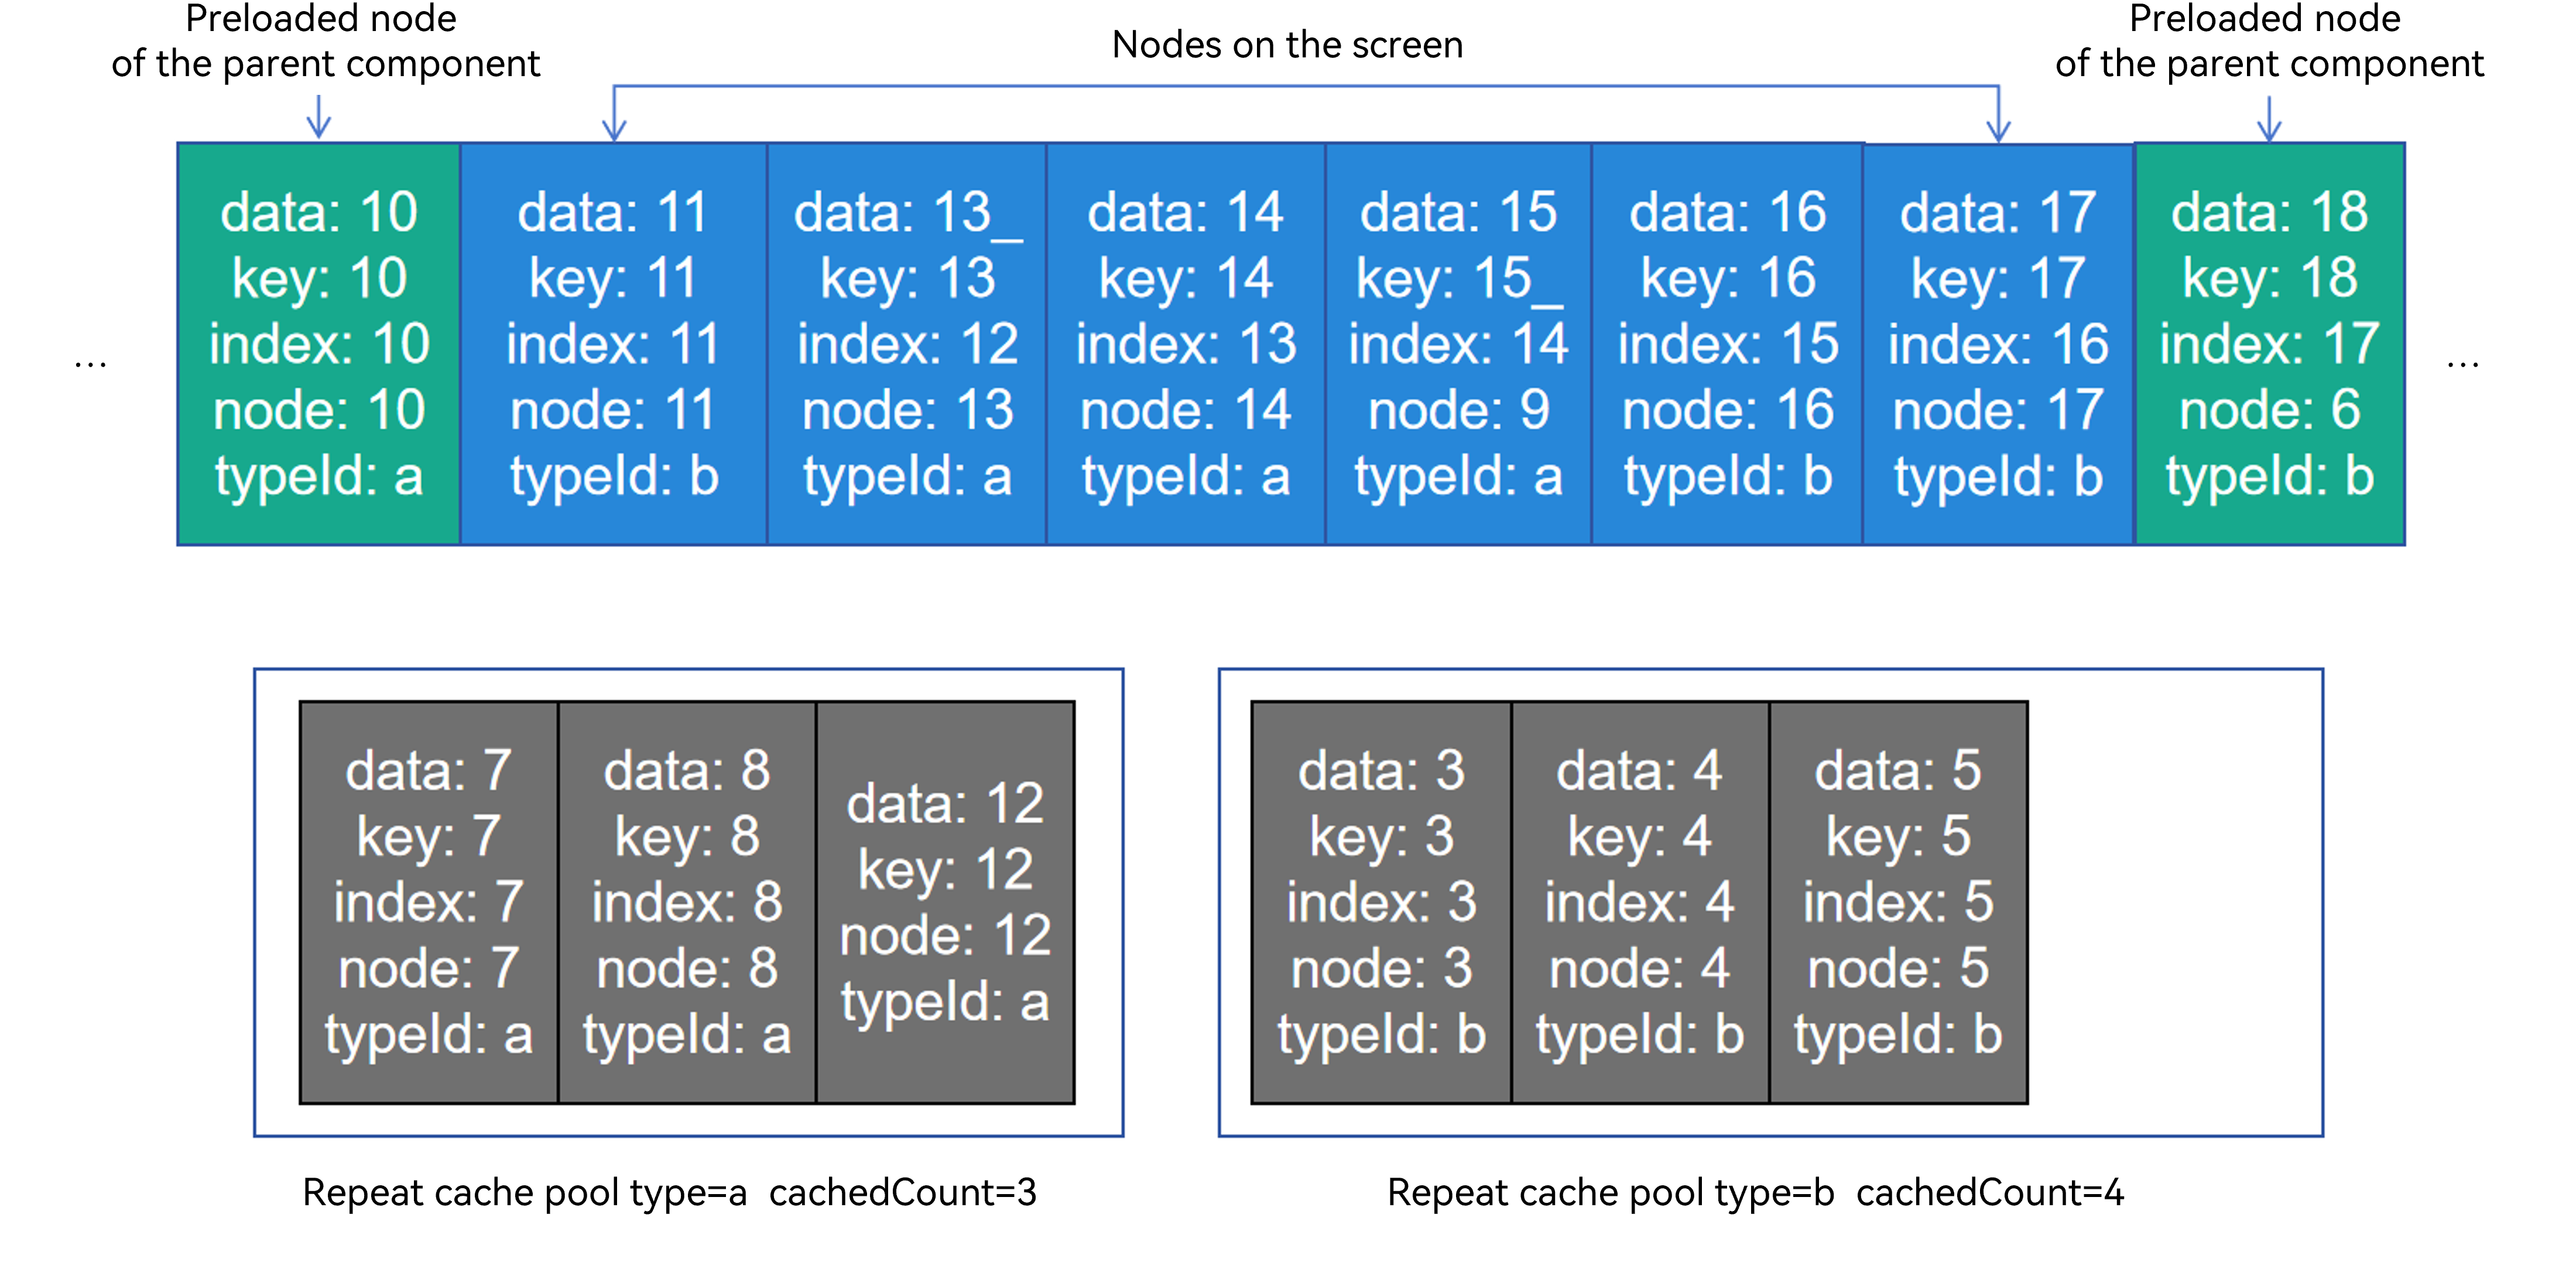 Preloaded node
of the parent component
Nodes on the screen
Preloaded node
of the parent component
...
data: 10
key: 10
index: 10
node: 10
typeId: a
data: 11
key: 11
index: 11
node: 11
typeId: b
data: 13_
key: 13
index: 12
node: 13
typeId: a
data: 14
key: 14
index: 13
node: 14
typeId: a
data: 15
key: 15_
index: 14
node: 9
typeId: a
data: 16
key: 16
index: 15
node: 16
typeId: b
data: 17
key: 17
index: 16
node: 17
typeId: b
data: 18
key: 18
index: 17
node: 6
typeId: b
...
data: 7
key: 7
index: 7
node: 7
typeId: a
data: 8
key: 8
index: 8
node: 8
typeId: a
data: 12
key: 12
node: 12
typeId: a
Repeat cache pool type=a cachedCount=3
data: 3
key: 3
index: 3
node: 3
typeId: b
data: 4
key: 4
index: 4
node: 4
typeId: b
data: 5
key: 5
index: 5
node: 5
typeId: b
Repeat cache pool type=b cachedCount=4